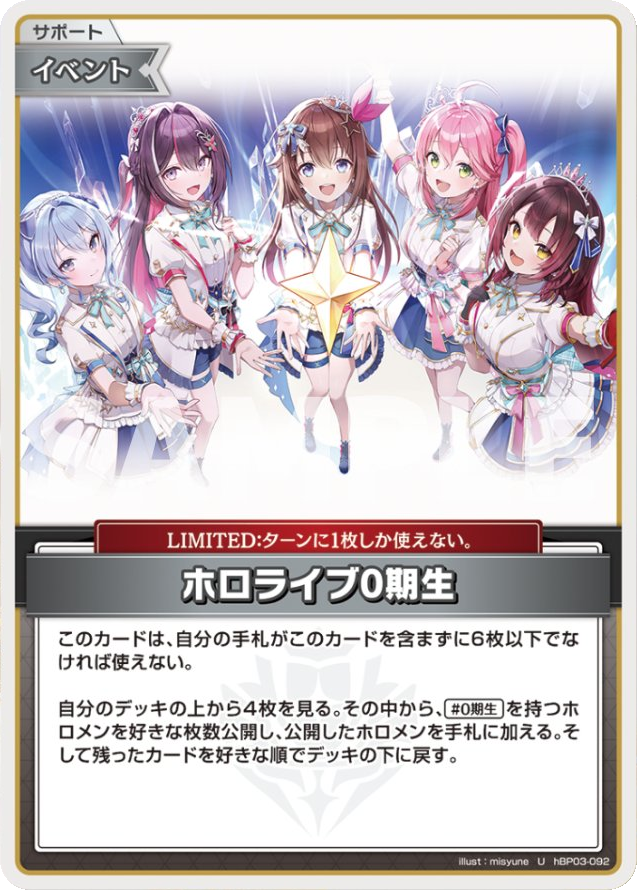 サポート
イベント
LIMITED:ターンに1枚しか使えない。
ホロライブ0期生
このカードは、自分の手札がこのカードを含まずに6枚以下でな
ければ使えない。
自分のデッキの上から4枚を見る。その中から、#0期生を持つホ
ロメンを好きな枚数公開し、公開したホロメンを手札に加える。そ
して残ったカードを好きな順でデッキの下に戻す。
illust : misyune U hBP03-092